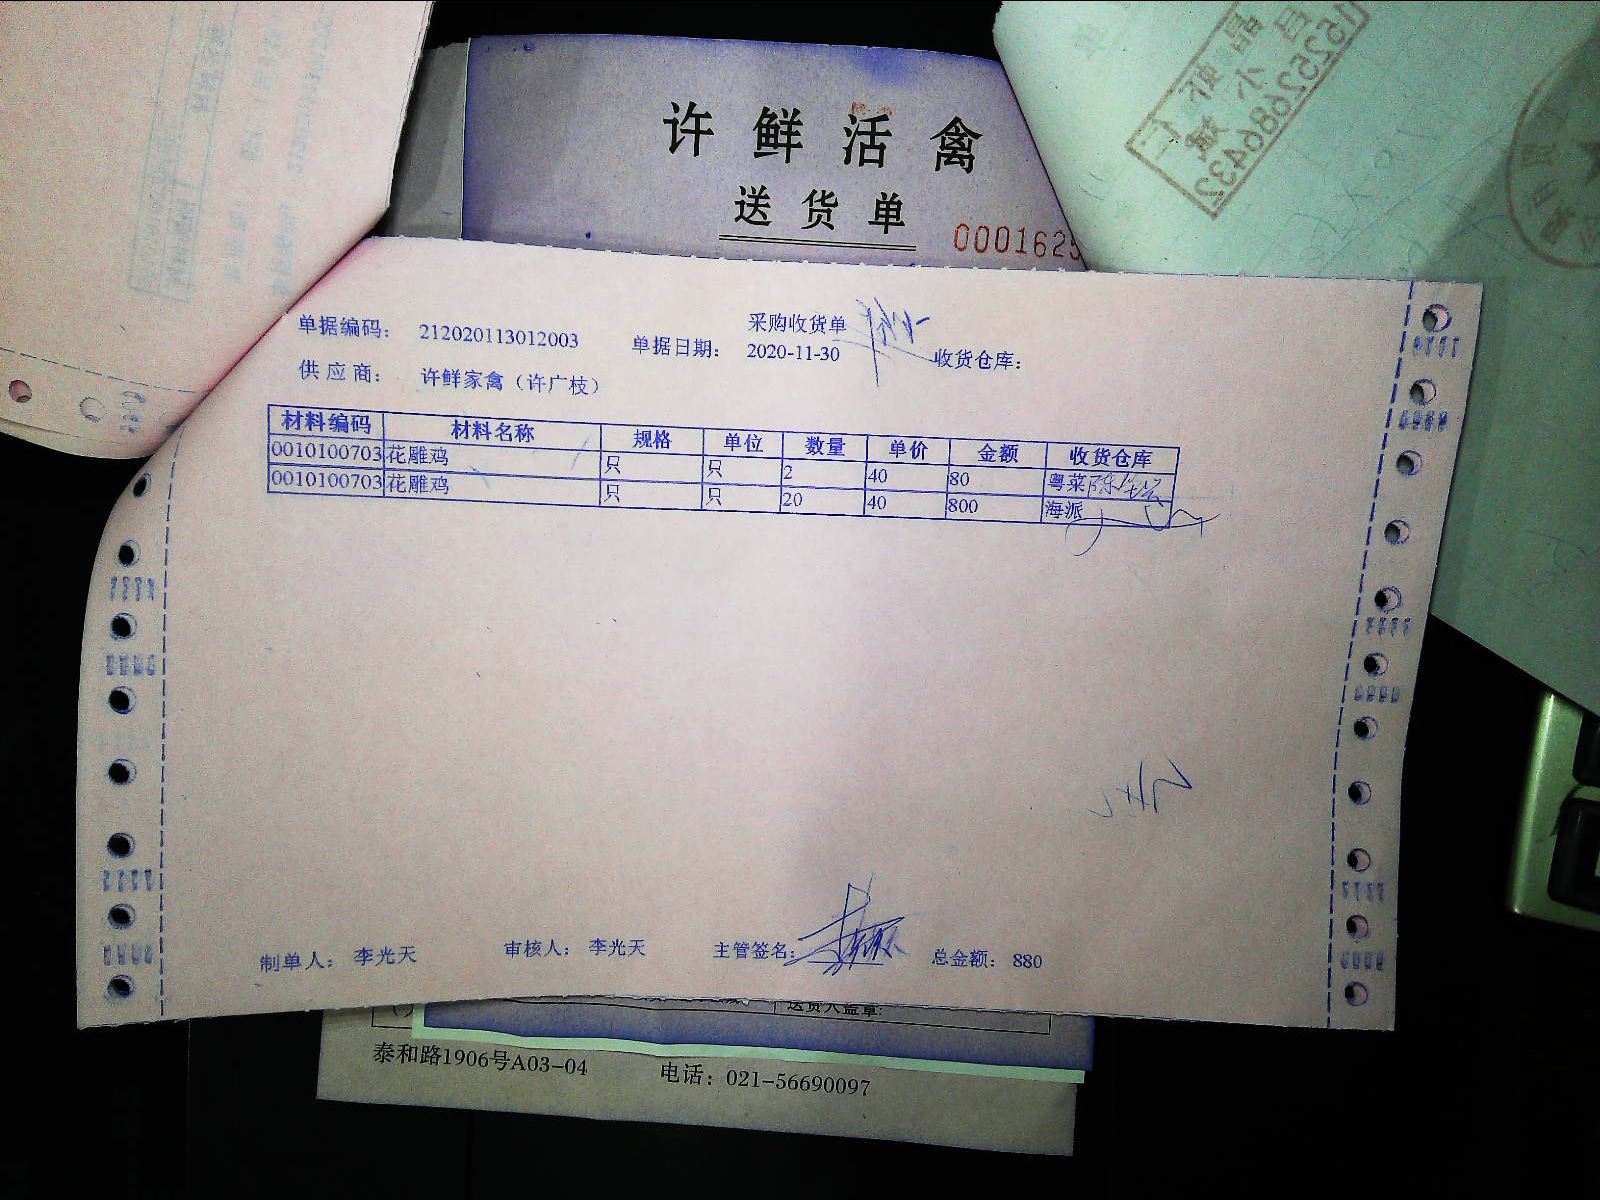 许鲜活禽
送货单
0001625
采购收货单
单据编码： 212020113012003 单据日期： 2020-11-30 收货仓库：
供应商： 许鲜家禽（许广枝）
材料编码 材料名称 规格 单位 数量 单价 金额 收货仓库
0010100703 花雕鸡 只 只 2 40 80 粤菜
0010100703 花雕鸡 只 只 20 40 800 海派
制单人： 李光天 审核人： 李光天 主管签名： 总金额： 880
送货人盖章:
泰和路1906号A03-04 电话：021-56690097
15252686432